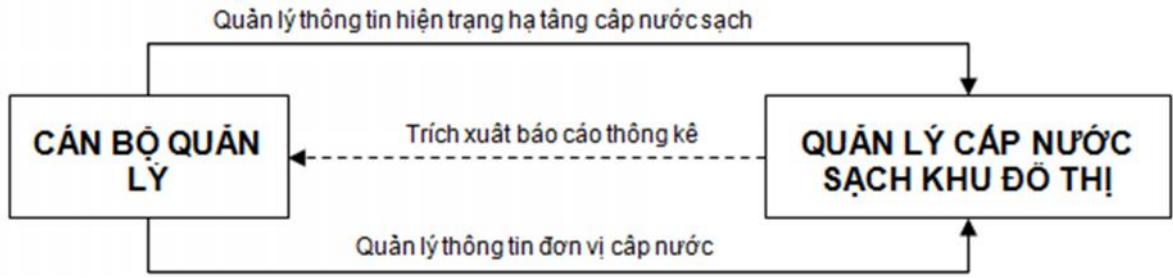 Quản lý thông tin hiện trạng hạ tầng cấp nước sạch
CÁN BỘ QUẢN
LÝ
Trích xuất báo cáo thống kê
QUẢN LÝ CẤP NƯỚC
SẠCH KHU ĐÔ THỊ
Quản lý thông tin đơn vị cấp nước